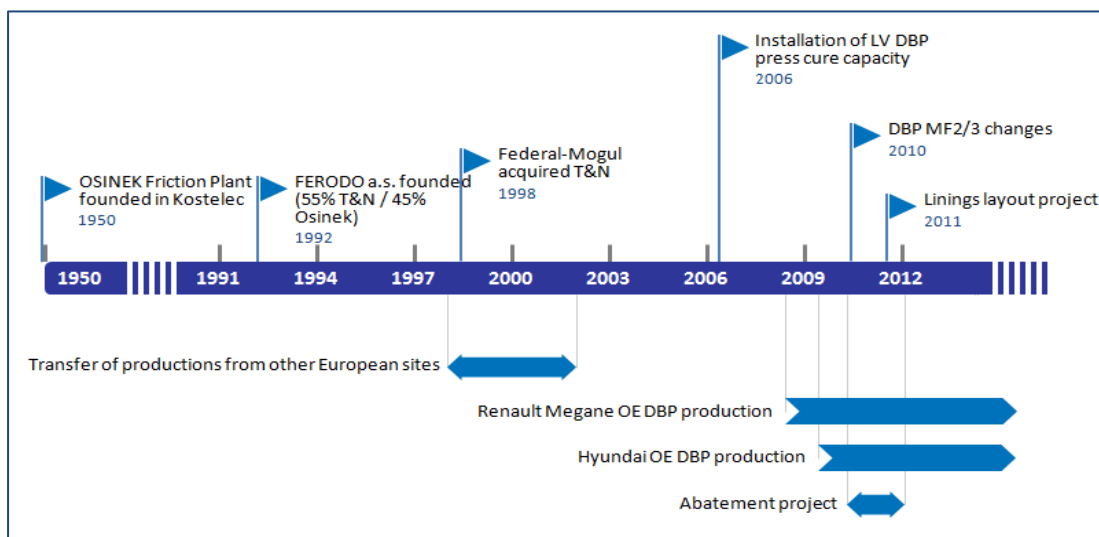 Installation of LV DBP
press cure capacity
2006
DBP MF2/3 changes
2010
Federal-Mogul
acquired T&N
1998
OSINEK Friction Plant
founded in Kostelec
1950
FERODO a.s. founded
(55% T&N / 45%
Osinek)
1992
Linings layout project
2011
1950 1991 1994 1997 2000 2003 2006 2009 2012
Transfer of productions from other European sites
Renault Megane OE DBP production
Hyundai OE DBP production
Abatement project